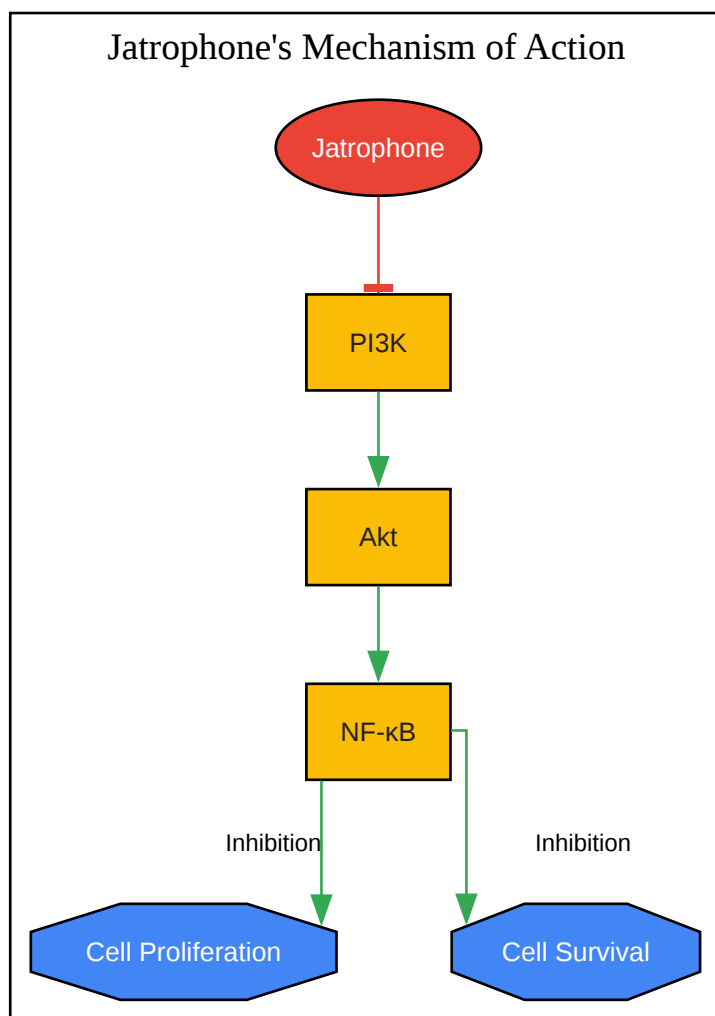 Jatrophone's Mechanism of Action
Jatrophone
PI3K
Akt
NF-κB
Inhibition
Inhibition
Cell Proliferation
Cell Survival